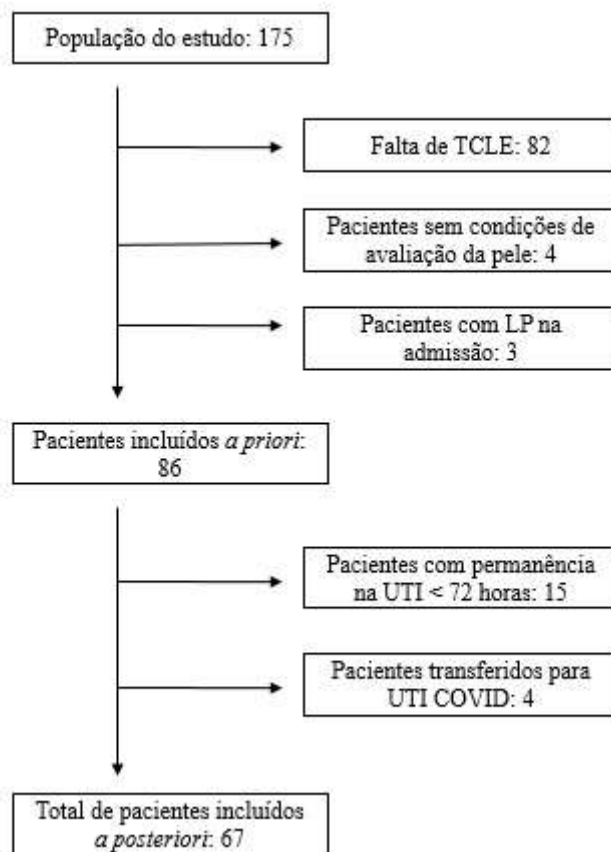 População do estudo: 175
Falta de TCLE: 82
Pacientes sem condições de
avaliação da pele: 4
Pacientes com LP na
admissão: 3
Pacientes incluídos a priori:
86
Pacientes com permanência
na UTI < 72 horas: 15
Pacientes transferidos para
UTI COVID: 4
Total de pacientes incluídos
a posteriori: 67